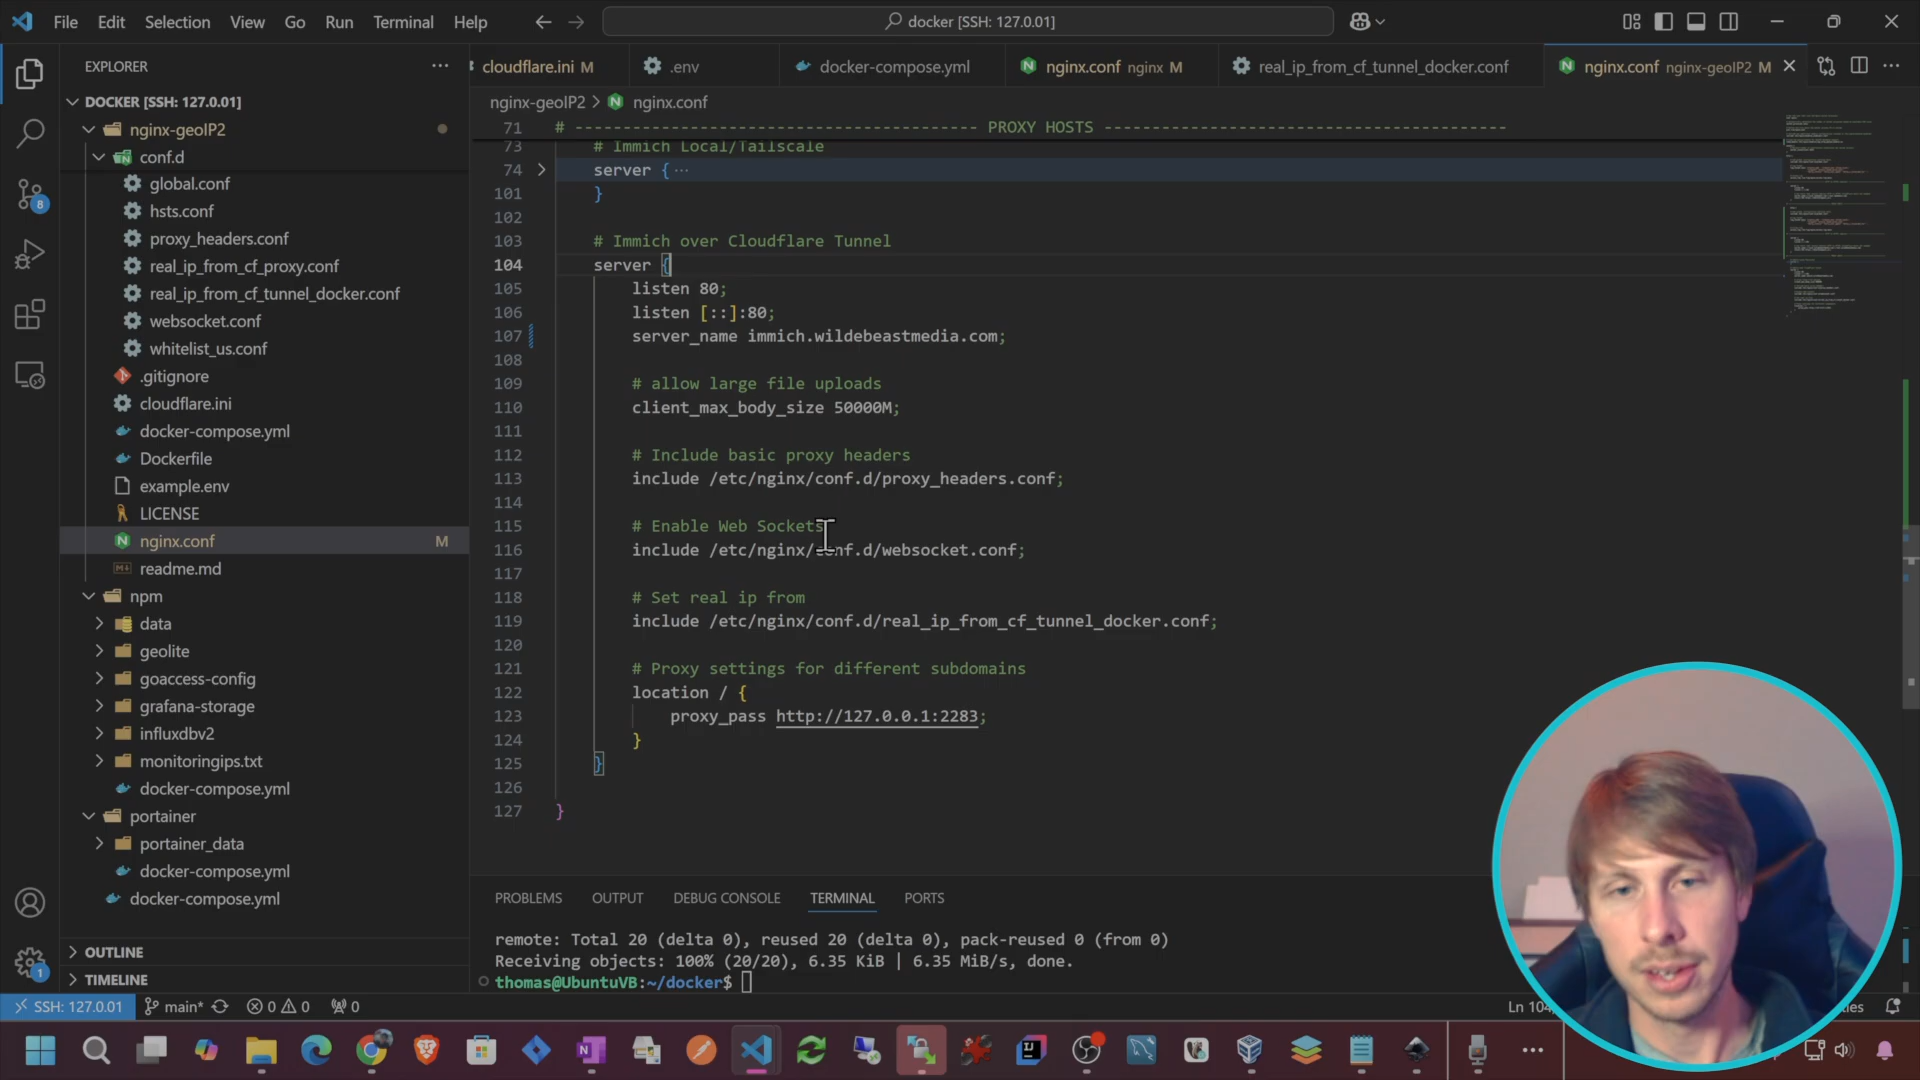 File Edit Selection View Go Run Terminal Help
docker [SSH: 127.0.01]
EXPLORER
cloudflare.ini M
.env
docker-compose.yml
nginx.conf nginx M
real_ip_from_cf_tunnel_docker.conf
nginx.conf nginx-geoIP2 M
DOCKER [SSH: 127.0.01]
nginx-geoIP2
conf.d
global.conf
hsts.conf
proxy_headers.conf
real_ip_from_cf_proxy.conf
real_ip_from_cf_tunnel_docker.conf
websocket.conf
whitelist_us.conf
.gitignore
cloudflare.ini
docker-compose.yml
Dockerfile
example.env
LICENSE
nginx.conf M
readme.md
npm
data
geolite
goaccess-config
grafana-storage
influxdbv2
monitoringips.txt
docker-compose.yml
portainer
portainer_data
docker-compose.yml
docker-compose.yml
OUTLINE
TIMELINE
8
1
nginx-geoIP2 > nginx.conf
71 # ------------------------------------------ PROXY HOSTS ------------------------------------------
73 # Immich Local/Tailscale
74 server { ···
101 }
102
103 # Immich over Cloudflare Tunnel
104 server {
105 listen 80;
106 listen [::]:80;
107 server_name immich.wildebeastmedia.com;
108
109 # allow large file uploads
110 client_max_body_size 50000M;
111
112 # Include basic proxy headers
113 include /etc/nginx/conf.d/proxy_headers.conf;
114
115 # Enable Web Sockets
116 include /etc/nginx/conf.d/websocket.conf;
117
118 # Set real ip from
119 include /etc/nginx/conf.d/real_ip_from_cf_tunnel_docker.conf;
120
121 # Proxy settings for different subdomains
122 location / {
123 proxy_pass http://127.0.0.1:2283;
124 }
125 }
126
127 }
PROBLEMS OUTPUT DEBUG CONSOLE TERMINAL PORTS
remote: Total 20 (delta 0), reused 20 (delta 0), pack-reused 0 (from 0)
Receiving objects: 100% (20/20), 6.35 KiB | 6.35 MiB/s, done.
thomas@UbuntuVB:~/docker$
SSH: 127.0.01 main* 0 0 0
Ln 104,